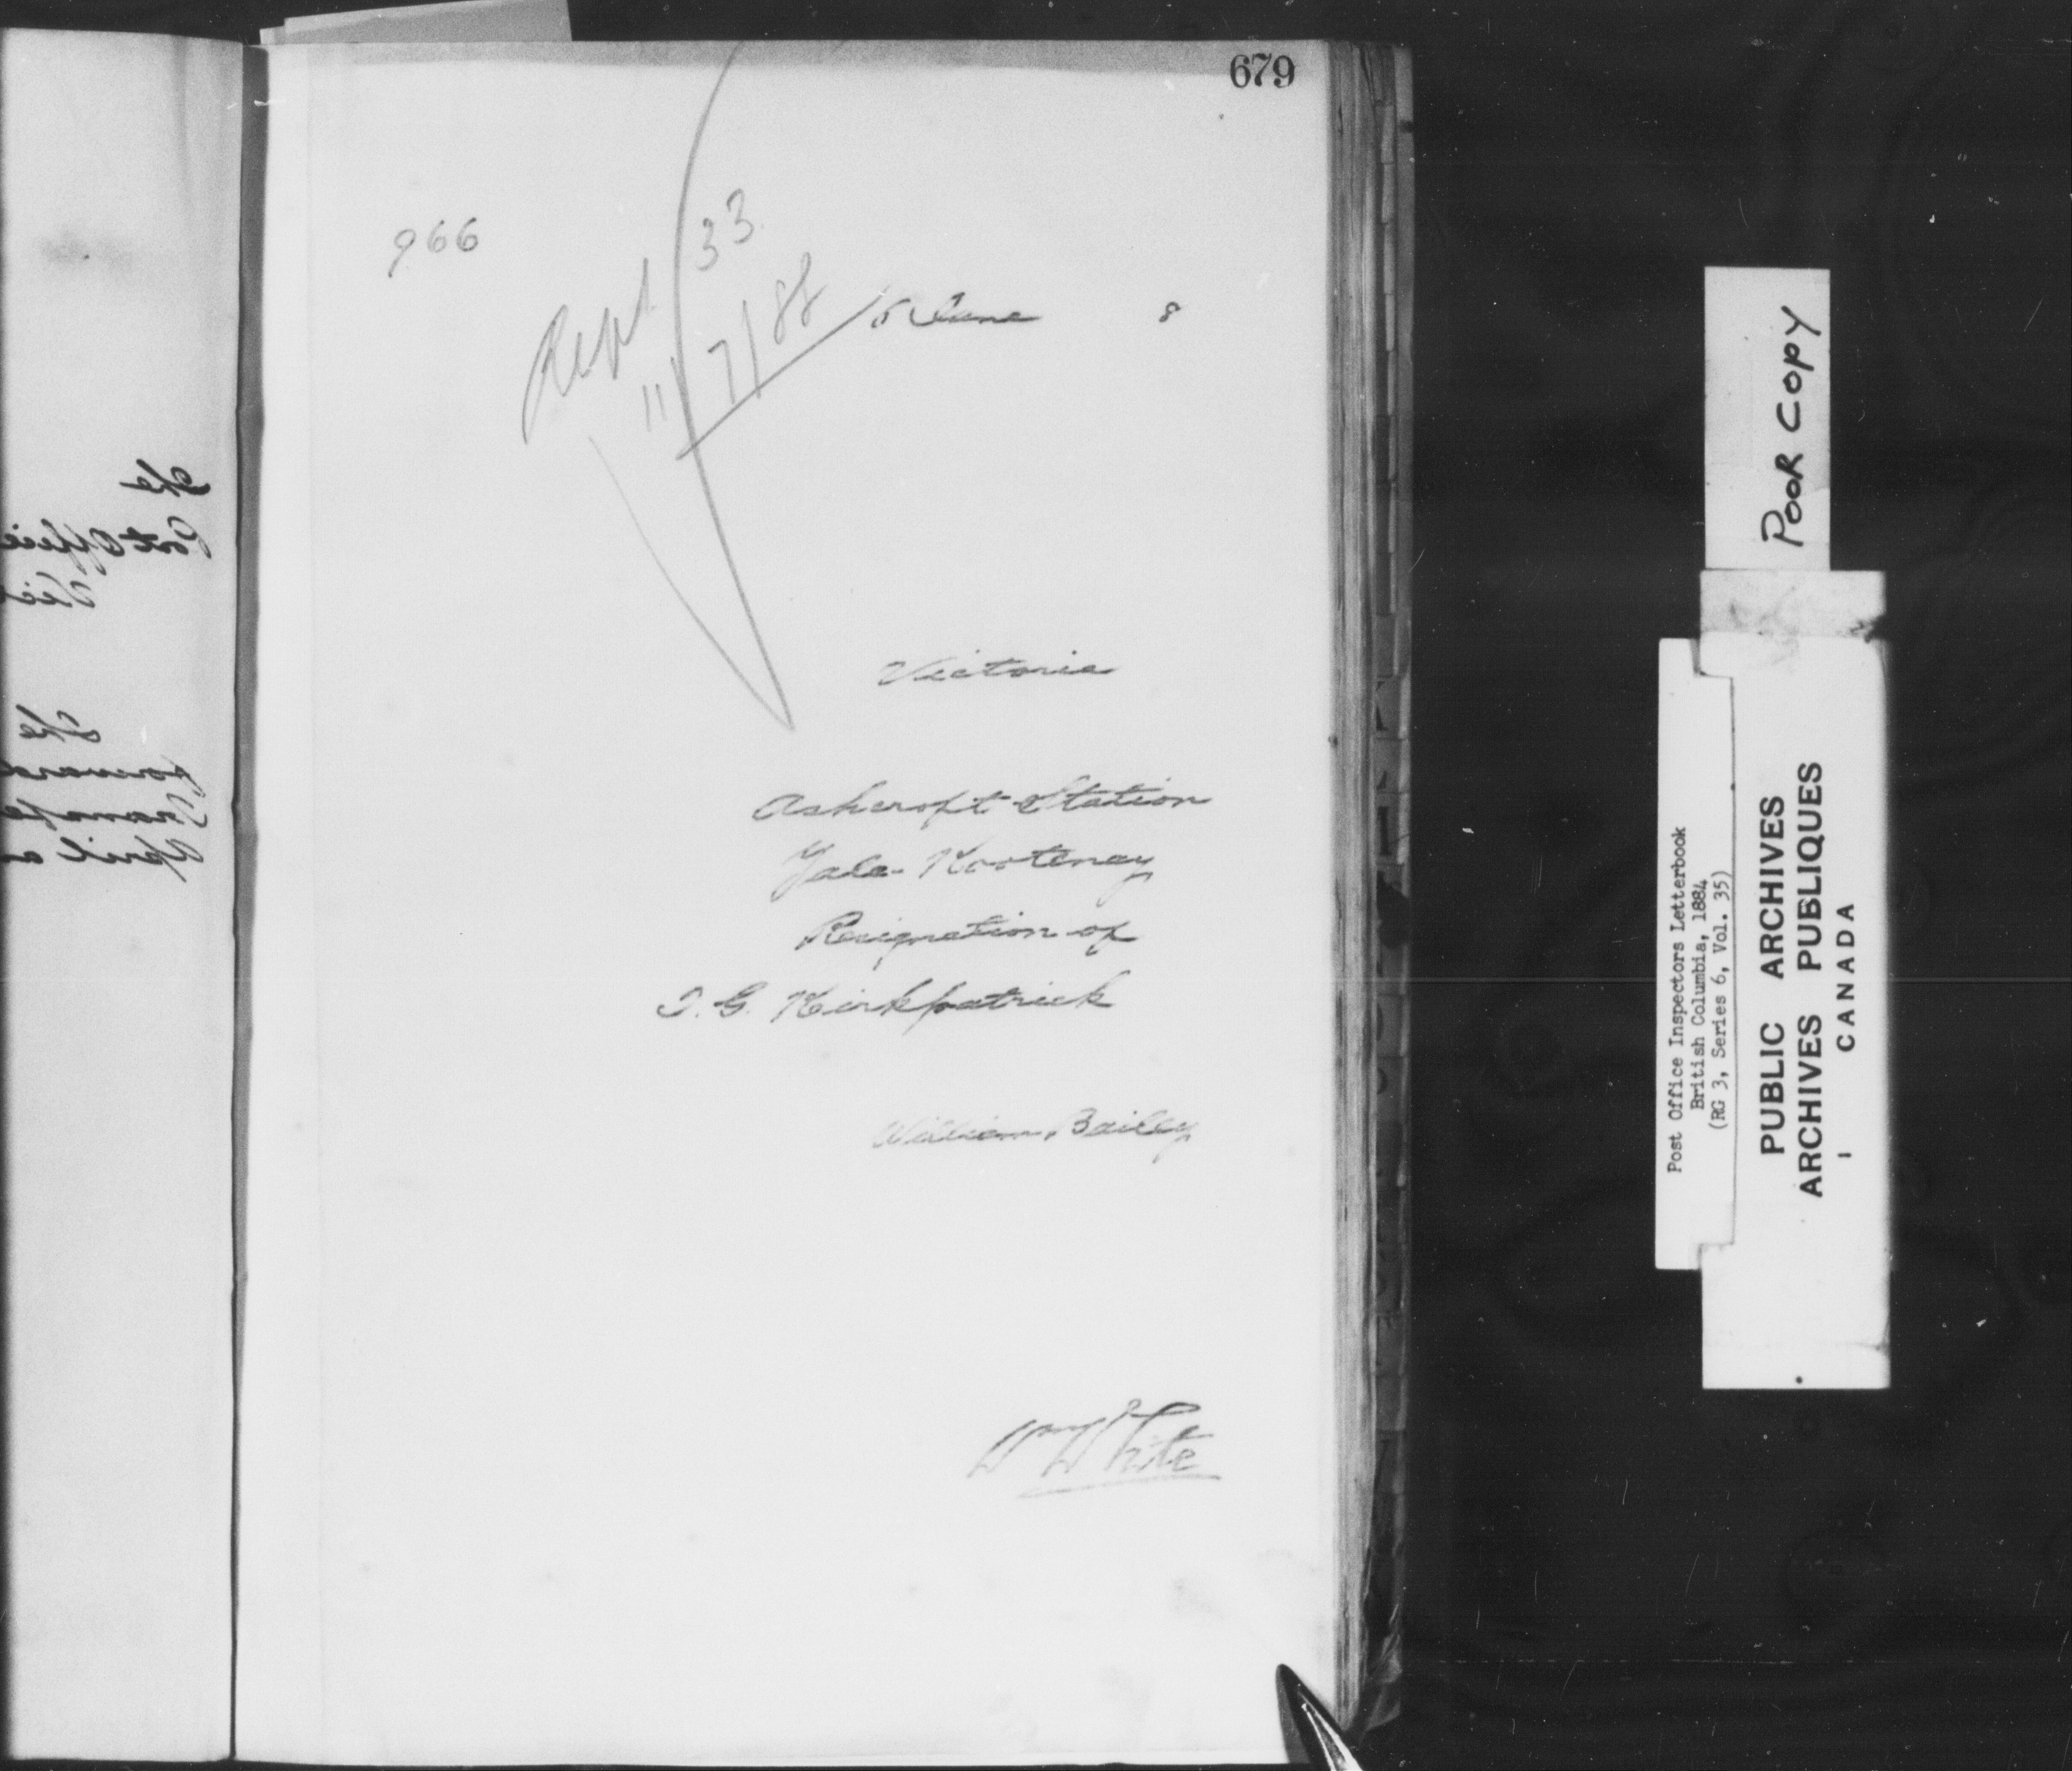 679
966
Rept 33
11/7/88
15 June 8
Victoria
Ashcroft Station
Yale-Kootenay
Resignation of
I. G. Kirkpatrick
William Bailey
W White
POOR COPY
Post Office Inspectors Letterbook
British Columbia, 1884
(RG 3, Series 6, Vol. 35)
PUBLIC ARCHIVES
ARCHIVES PUBLIQUES
CANADA